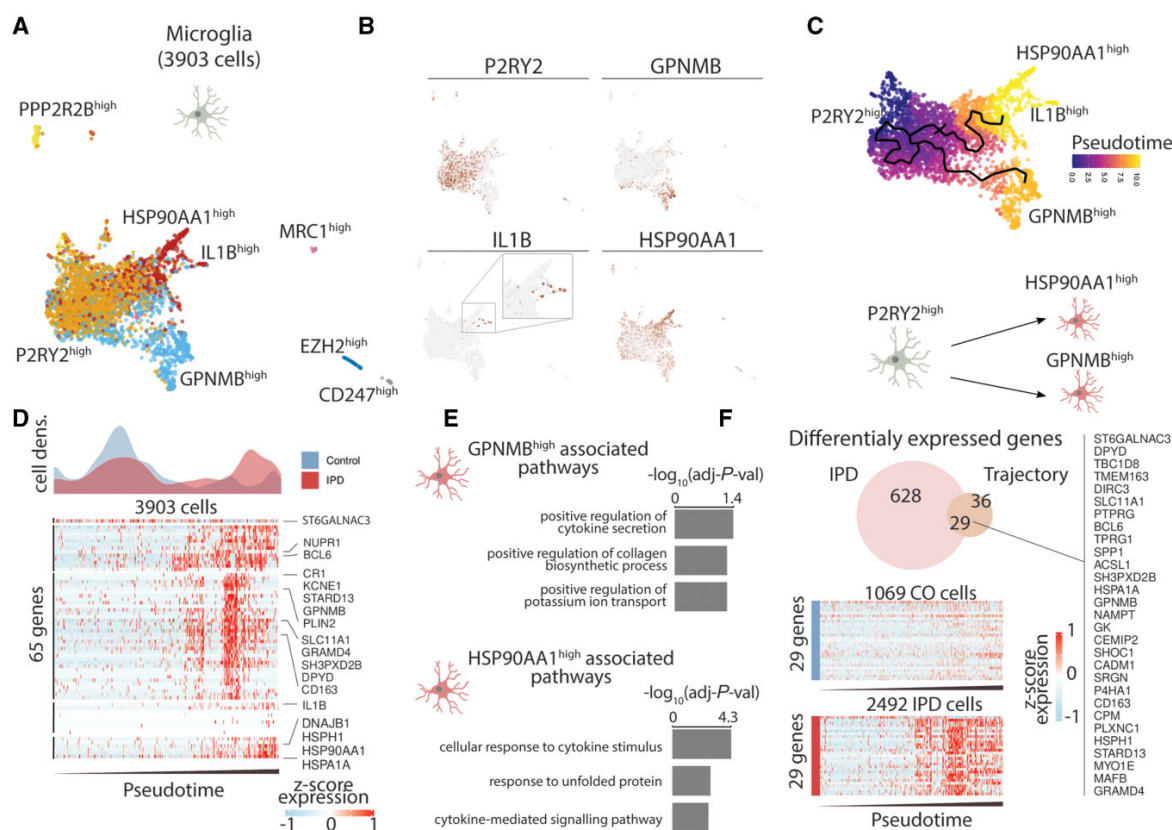 A
Microglia
(3903 cells)
PPP2R2Bhigh
HSP90AA1high
IL1Bhigh
MRC1high
P2RY2high
GPNMBhigh
EZH2high
CD247high
B
P2RY2
GPNMB
IL1B
HSP90AA1
C
HSP90AA1high
P2RY2high
IL1Bhigh
Pseudotime
0.0
2.5
5.0
7.5
10.0
GPNMBhigh
HSP90AA1high
P2RY2high
GPNMBhigh
D
cell dens.
Control
IPD
3903 cells
65 genes
ST6GALNAC3
NUPR1
BCL6
CR1
KCNE1
STARD13
GPNMB
PLIN2
SLC11A1
GRAMD4
SH3PXD2B
DPYD
CD163
IL1B
DNAJB1
HSPH1
HSP90AA1
HSPA1A
Pseudotime
z-score
expression
-1 0 1
E
GPNMBhigh associated
pathways
-log10(adj-P-val)
0 1.4
positive regulation of
cytokine secretion
positive regulation of collagen
biosynthetic process
positive regulation of
potassium ion transport
HSP90AA1high associated
pathways
-log10(adj-P-val)
0 4.3
cellular response to cytokine stimulus
response to unfolded protein
cytokine-mediated signalling pathway
F
Differentialy expressed genes
IPD
Trajectory
628
36
29
1069 CO cells
29 genes
2492 IPD cells
29 genes
Pseudotime
z-score
expression
1
0
-1
ST6GALNAC3
DPYD
TBC1D8
TMEM163
DIRC3
SLC11A1
PTPRG
BCL6
TPRG1
SPP1
ACSL1
SH3PXD2B
HSPA1A
GPNMB
NAMPT
GK
CEMIP2
SHOC1
CADM1
SRGN
P4HA1
CD163
CPM
PLXNC1
HSPH1
STARD13
MYO1E
MAFB
GRAMD4